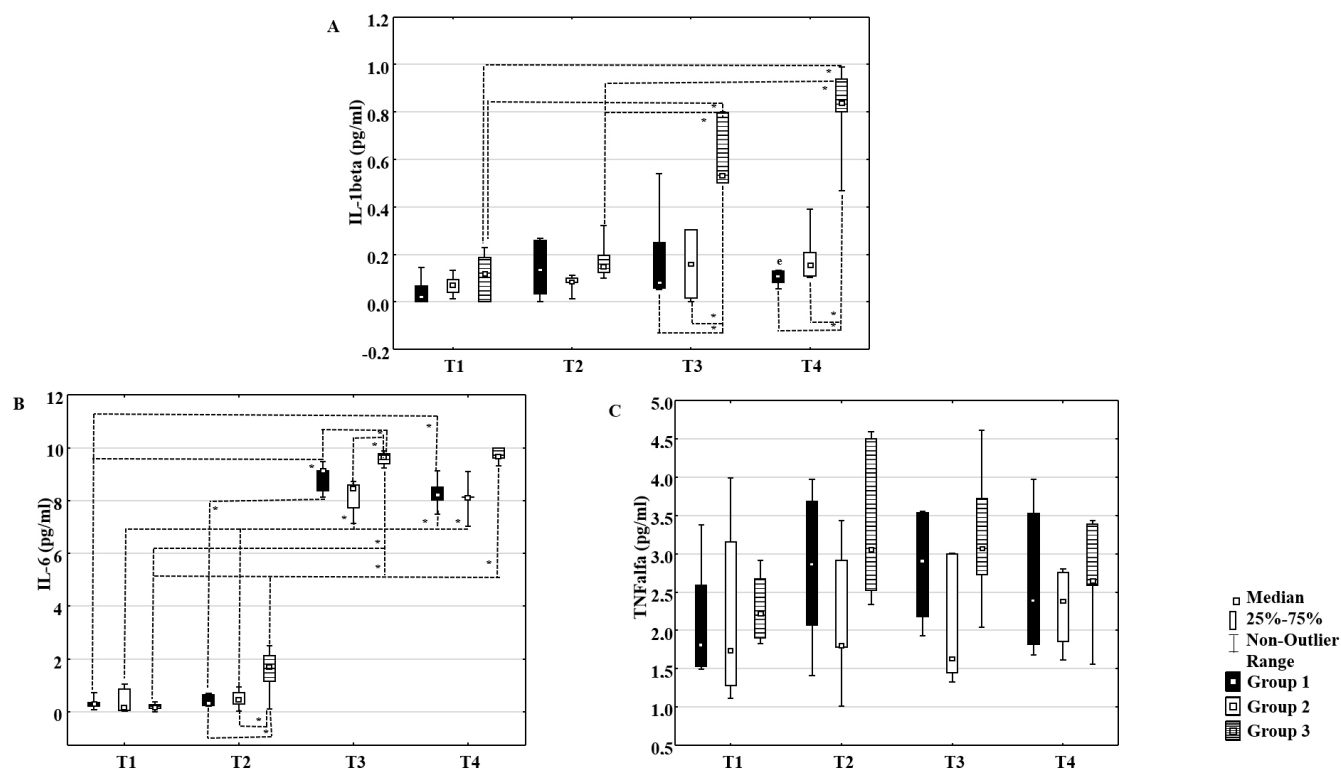 A
IL-1beta (pg/ml)
1.2
1.0
0.8
0.6
0.4
0.2
0.0
-0.2
* *
* *
e
* *
* *
T1 T2 T3 T4
B
IL-6 (pg/ml)
12
10
8
6
4
2
0
* * * *
* * * *
* * *
* *
T1 T2 T3 T4
C
TNFalfa (pg/ml)
5.0
4.5
4.0
3.5
3.0
2.5
2.0
1.5
1.0
0.5
T1 T2 T3 T4
Median
25%-75%
Non-Outlier
Range
Group 1
Group 2
Group 3